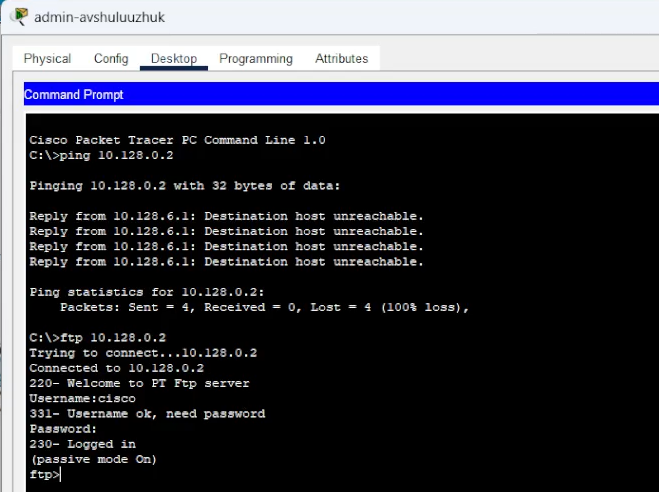 admin-avshuluuzhuk
Physical Config Desktop Programming Attributes
Command Prompt
Cisco Packet Tracer PC Command Line 1.0
C:\>ping 10.128.0.2
Pinging 10.128.0.2 with 32 bytes of data:
Reply from 10.128.6.1: Destination host unreachable.
Reply from 10.128.6.1: Destination host unreachable.
Reply from 10.128.6.1: Destination host unreachable.
Reply from 10.128.6.1: Destination host unreachable.
Ping statistics for 10.128.0.2:
    Packets: Sent = 4, Received = 0, Lost = 4 (100% loss),
C:\>ftp 10.128.0.2
Trying to connect...10.128.0.2
Connected to 10.128.0.2
220- Welcome to PT Ftp server
Username:cisco
331- Username ok, need password
Password:
230- Logged in
(passive mode On)
ftp>